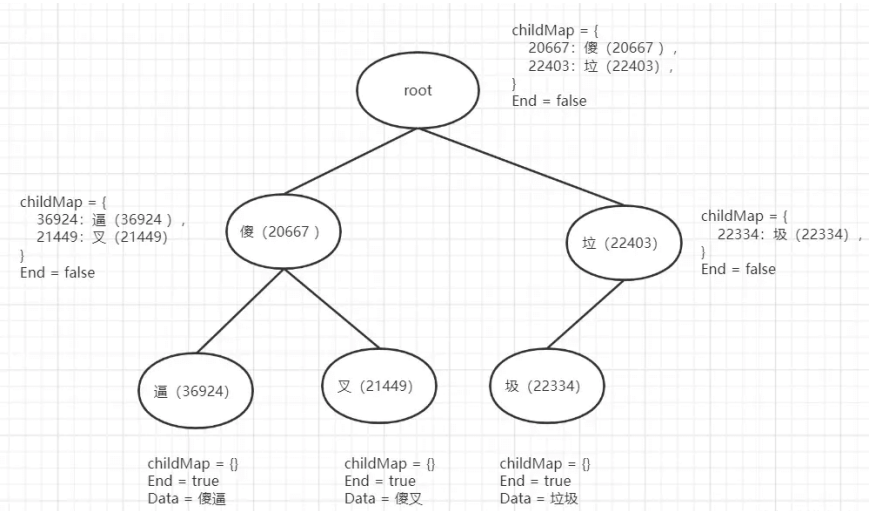 childMap = {
20667：傻（20667 ），
22403：垃（22403），
}
End = false
root
childMap = {
36924：逼（36924 ），
21449：叉（21449）
}
End = false
傻（20667 ）
垃（22403）
childMap = {
22334：圾（22334），
}
End = false
逼（36924）
叉（21449）
圾（22334）
childMap = {}
End = true
Data = 傻逼
childMap = {}
End = true
Data = 傻叉
childMap = {}
End = true
Data = 垃圾